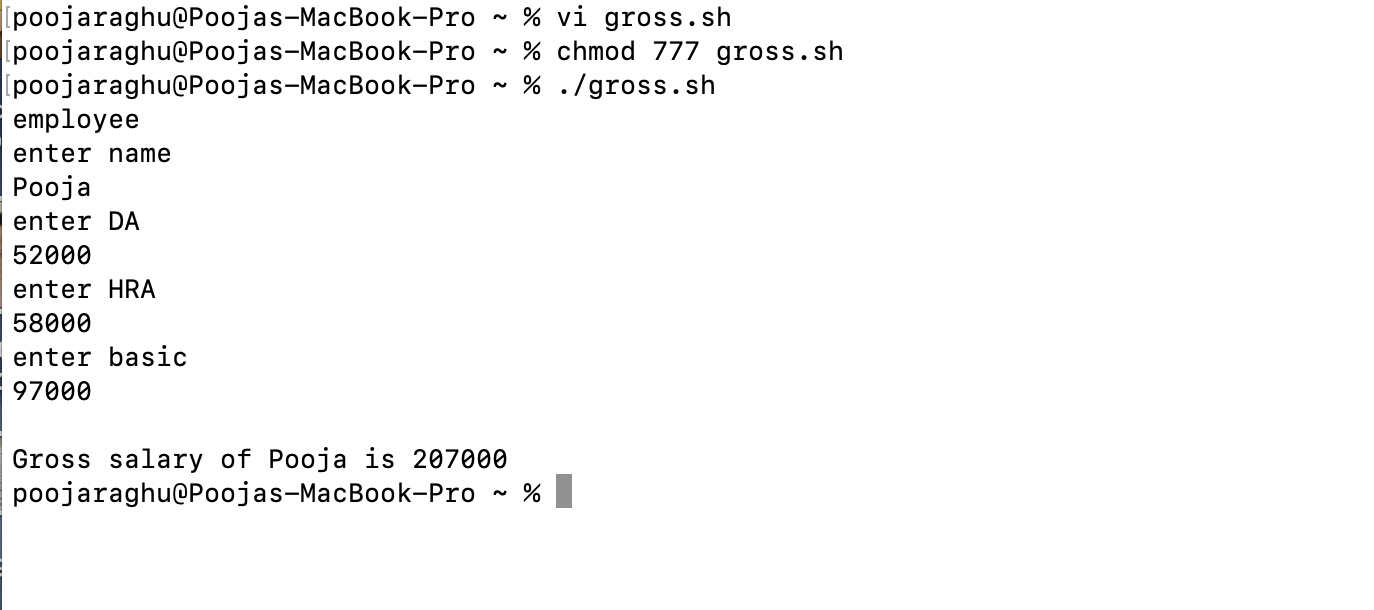 [poojaraghu@Poojas-MacBook-Pro ~ % vi gross.sh
[poojaraghu@Poojas-MacBook-Pro ~ % chmod 777 gross.sh
[poojaraghu@Poojas-MacBook-Pro ~ % ./gross.sh
employee
enter name
Pooja
enter DA
52000
enter HRA
58000
enter basic
97000
Gross salary of Pooja is 207000
poojaraghu@Poojas-MacBook-Pro ~ %